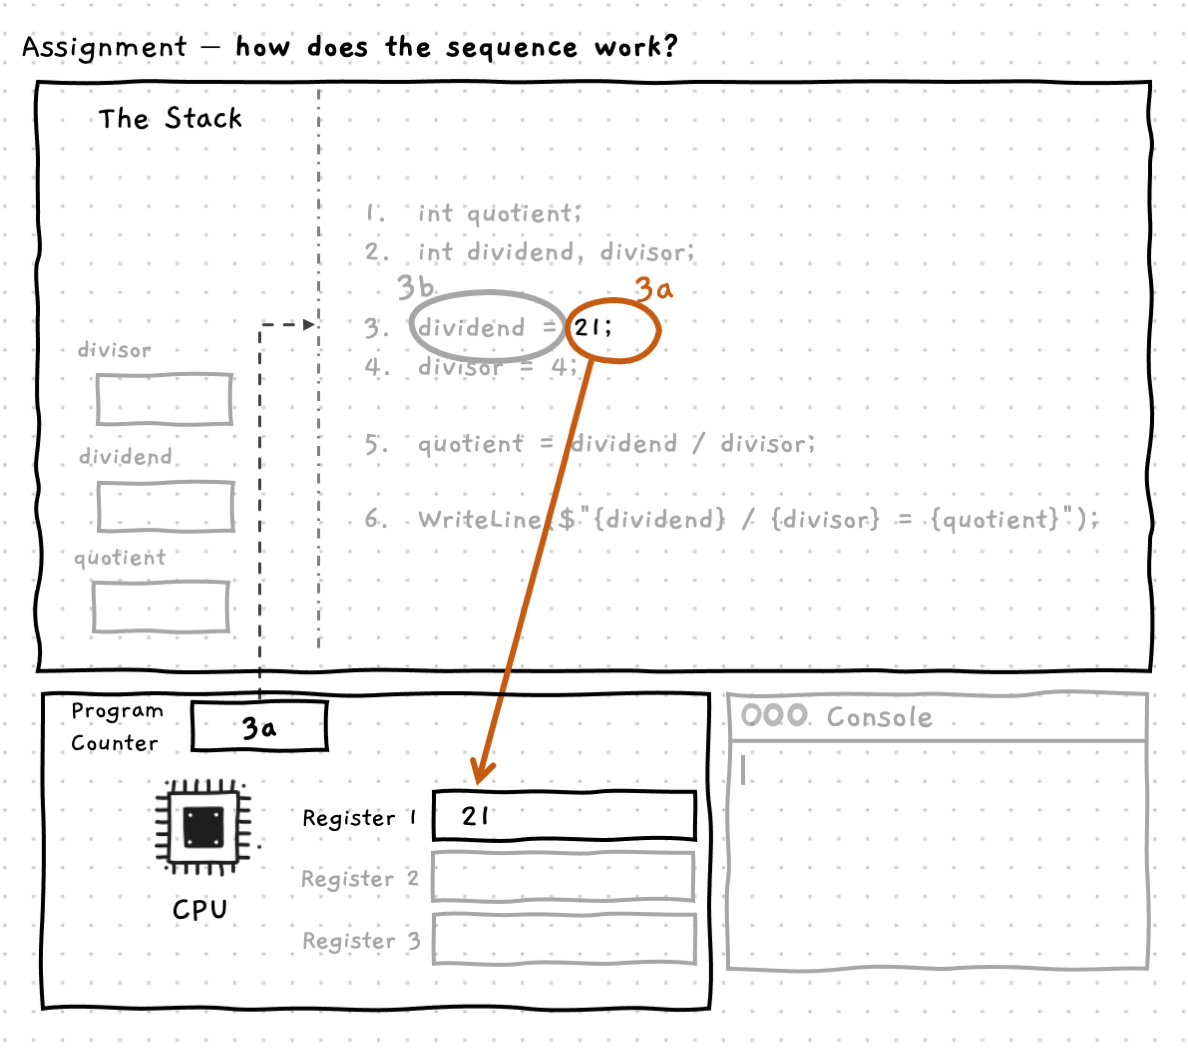 Assignment — how does the sequence work?
The Stack
1. int quotient;
2. int dividend, divisor;
3b
3a
3. dividend = 21;
4. divisor = 4;
5. quotient = dividend / divisor;
6. WriteLine($"{dividend} / {divisor} = {quotient}");
divisor
dividend
quotient
Program
Counter
3a
CPU
Register 1
21
Register 2
Register 3
Console